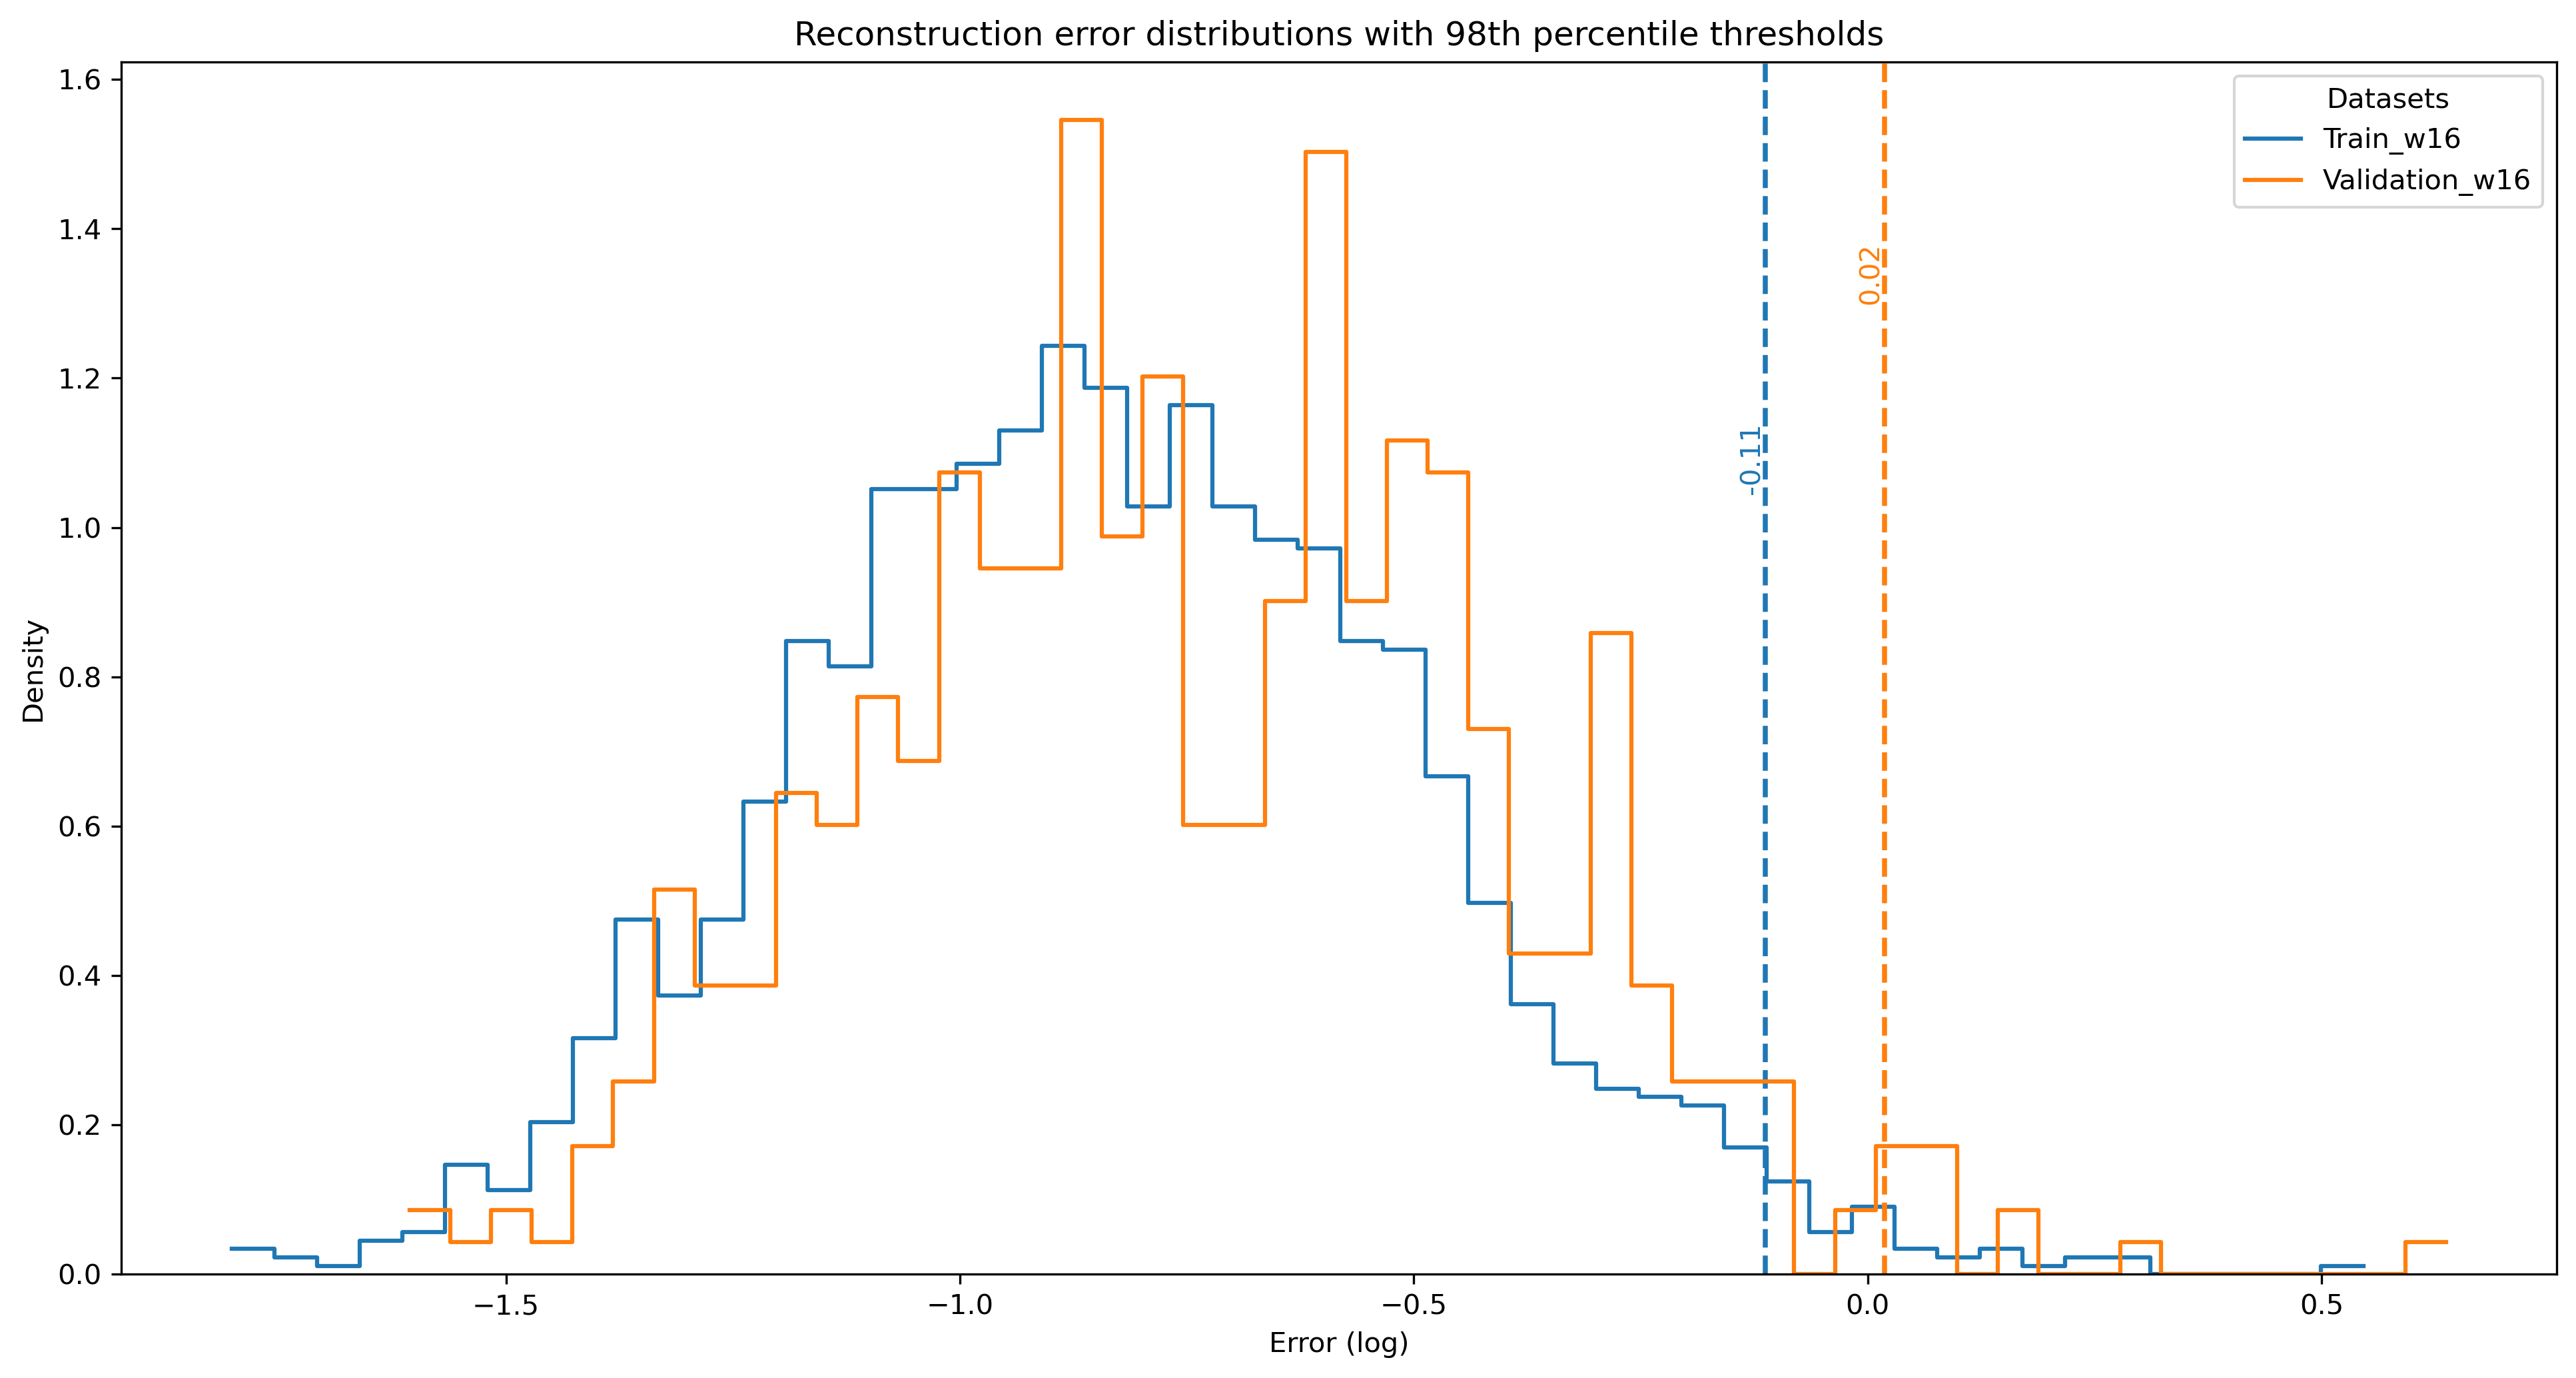 Reconstruction error distributions with 98th percentile thresholds
Datasets
Train_w16
Validation_w16
Density
1.6
1.4
1.2
1.0
0.8
0.6
0.4
0.2
0.0
0.02
-0.11
−1.5
−1.0
−0.5
0.0
0.5
Error (log)